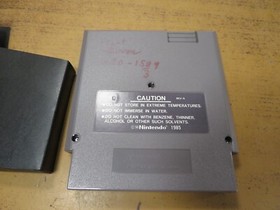 CAUTION
●DO NOT STORE IN EXTREME TEMPERATURES.
●DO NOT IMMERSE IN WATER.
●DO NOT CLEAN WITH BENZENE, THINNER,
ALCOHOL OR OTHER SUCH SOLVENTS.
©Nintendo 1985